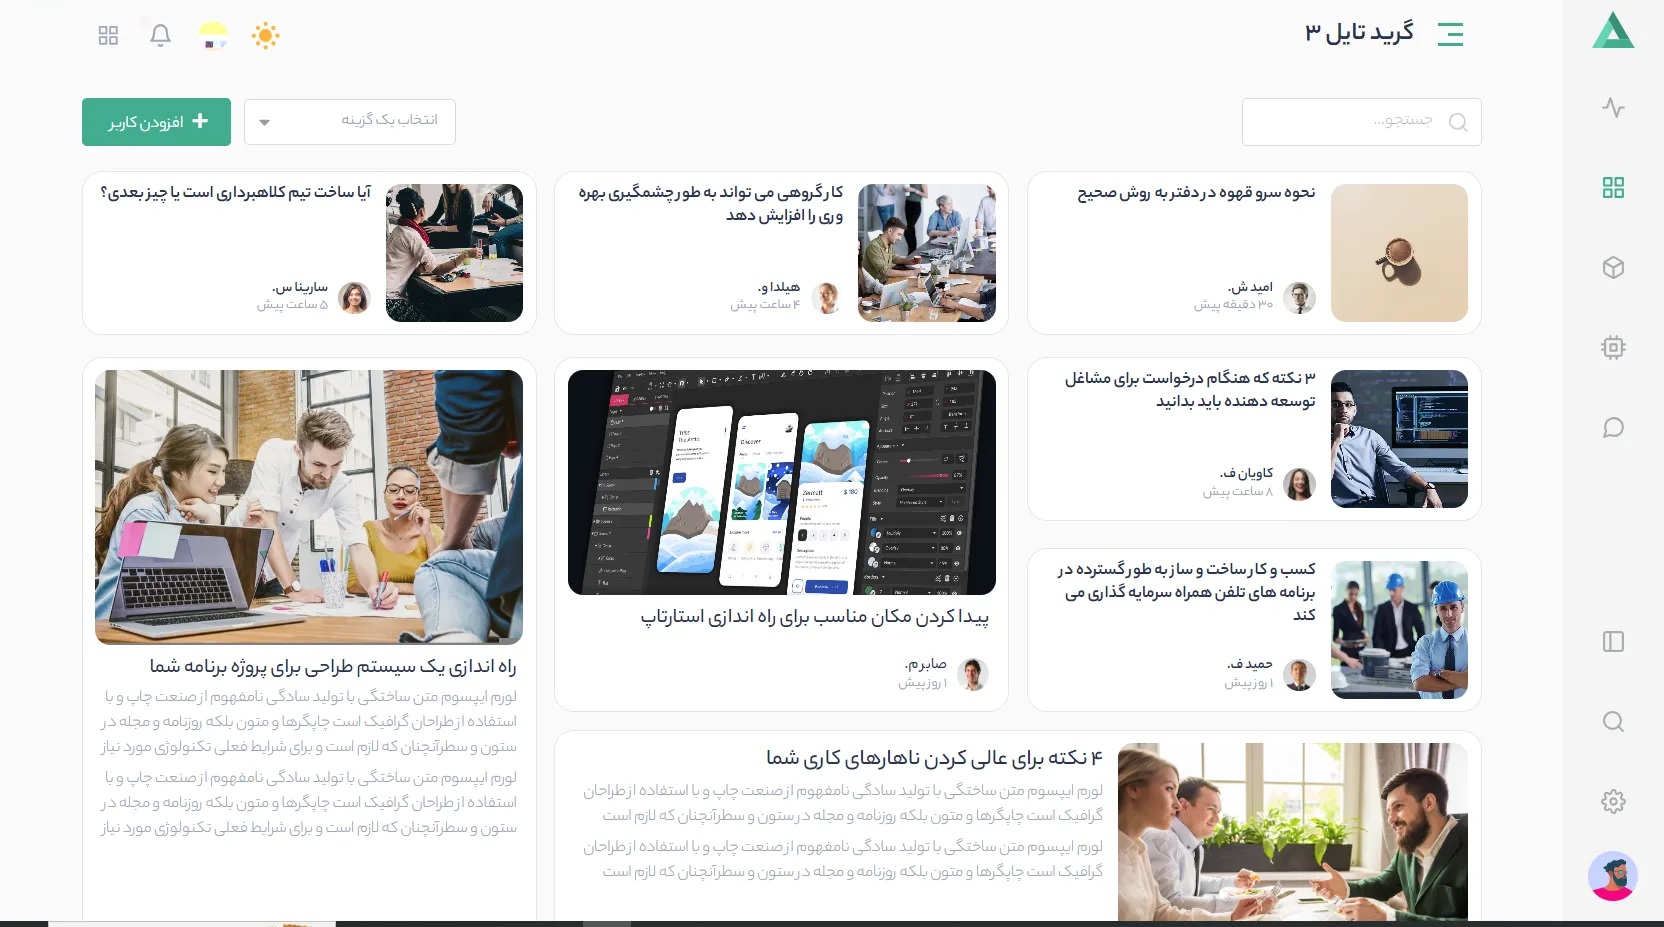 گرید تایل ۳
جستجو...
انتخاب یک گزینه
افزودن کاربر
نحوه سرو قهوه در دفتر به روش صحیح
امید ش.
۳۰ دقیقه پیش
کار گروهی می تواند به طور چشمگیری بهره
وری را افزایش دهد
هیلدا و.
۴ ساعت پیش
آیا ساخت تیم کلاهبرداری است یا چیز بعدی؟
سارینا س.
۵ ساعت پیش
۳ نکته که هنگام درخواست برای مشاغل
توسعه دهنده باید بدانید
کاویان ف.
۸ ساعت پیش
کسب و کار ساخت و ساز به طور گسترده در
برنامه های تلفن همراه سرمایه گذاری می
کند
حمید ف.
۱ روز پیش
Trips
Discover
Zermatt
$ 180
پیدا کردن مکان مناسب برای راه اندازی استارتاپ
صابر م.
۱ روز پیش
راه اندازی یک سیستم طراحی برای پروژه برنامه شما
لورم ایپسوم متن ساختگی با تولید سادگی نامفهوم از صنعت چاپ و با
استفاده از طراحان گرافیک است چاپگرها و متون بلکه روزنامه و مجله در
ستون و سطرآنچنان که لازم است و برای شرایط فعلی تکنولوژی مورد نیاز
لورم ایپسوم متن ساختگی با تولید سادگی نامفهوم از صنعت چاپ و با
استفاده از طراحان گرافیک است چاپگرها و متون بلکه روزنامه و مجله در
ستون و سطرآنچنان که لازم است و برای شرایط فعلی تکنولوژی مورد نیاز
۴ نکته برای عالی کردن ناهارهای کاری شما
لورم ایپسوم متن ساختگی با تولید سادگی نامفهوم از صنعت چاپ و با استفاده از طراحان
گرافیک است چاپگرها و متون بلکه روزنامه و مجله در ستون و سطرآنچنان که لازم است
لورم ایپسوم متن ساختگی با تولید سادگی نامفهوم از صنعت چاپ و با استفاده از طراحان
گرافیک است چاپگرها و متون بلکه روزنامه و مجله در ستون و سطرآنچنان که لازم است